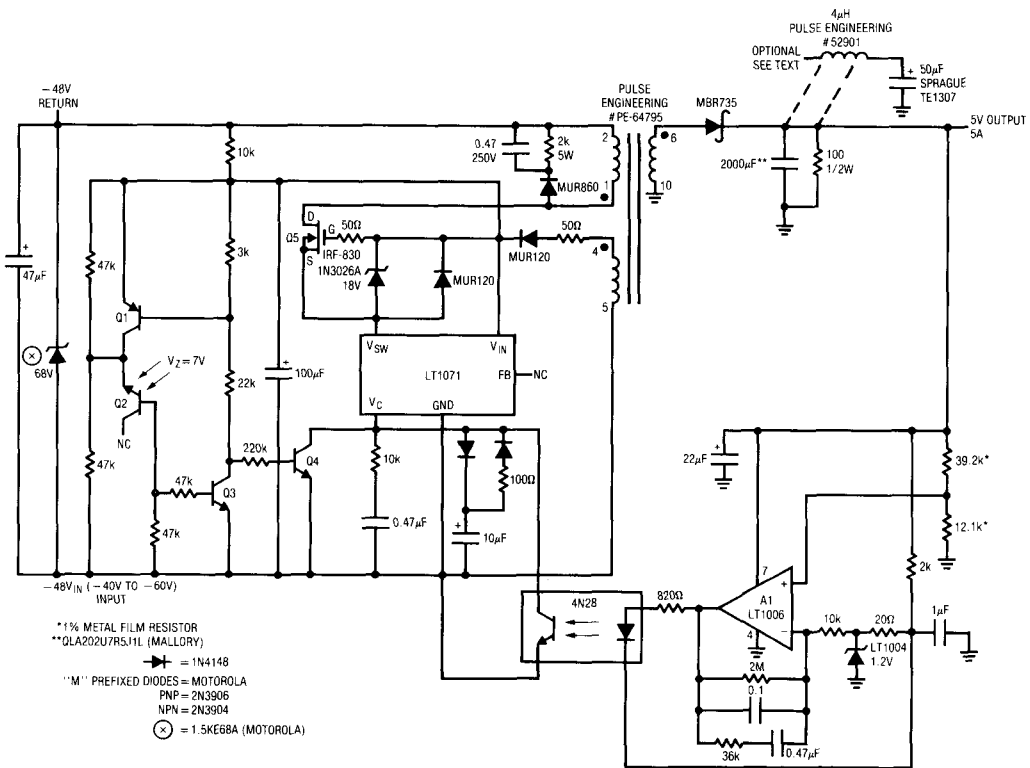 4µH
PULSE ENGINEERING
#52901
OPTIONAL
SEE TEXT
+
50µF
SPRAGUE
TE1307
−48V
RETURN
PULSE
ENGINEERING
#PE-64795
MBR735
5V OUTPUT
5A
10k
0.47
250V
2k
5W
2
1
6
10
2000µF**
100
1/2W
MUR860
D
G
S
Q5
50Ω
IRF-830
1N3026A
18V
MUR120
MUR120
50Ω
4
5
+
47µF
47k
3k
Q1
VSW
VIN
LT1071
FB
NC
VC
GND
68V
VZ = 7V
Q2
NC
22k
+
100µF
47k
47k
47k
220k
Q3
Q4
10k
0.47µF
100Ω
+
10µF
+
22µF
39.2k*
12.1k*
2k
−48VIN (−40V TO −60V)
INPUT
4N28
820Ω
7
+
A1
LT1006
4
−
10k
20Ω
1µF
LT1004
1.2V
2M
0.1
36k
0.47µF
*1% METAL FILM RESISTOR
**QLA202U7R5J1L (MALLORY)
= 1N4148
"M" PREFIXED DIODES = MOTOROLA
PNP = 2N3906
NPN = 2N3904
= 1.5KE68A (MOTOROLA)